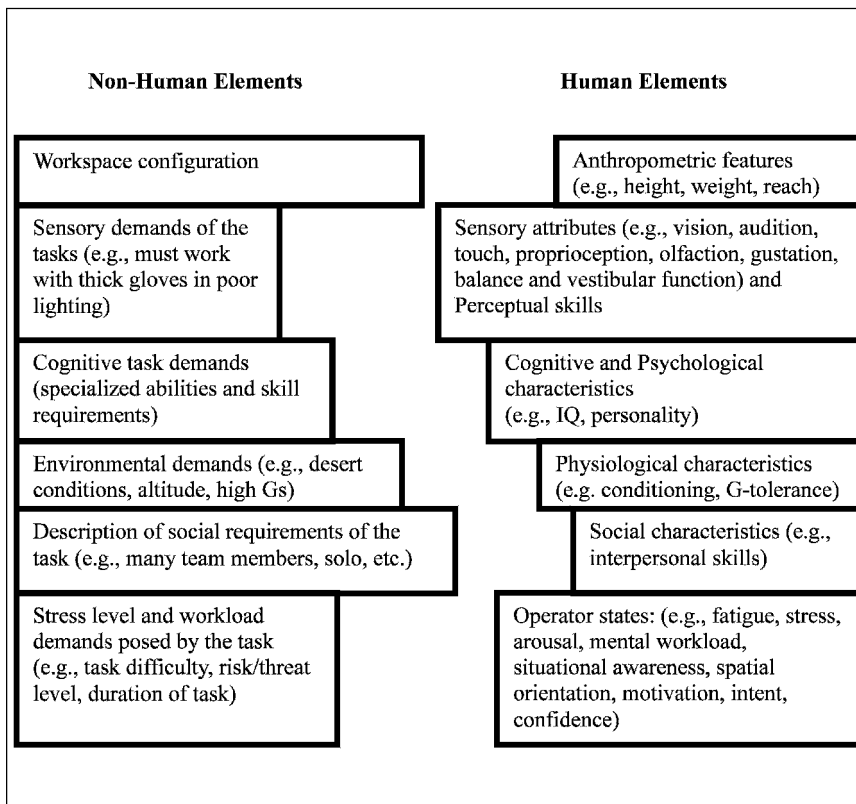 Non-Human Elements
Human Elements
Workspace configuration
Anthropometric features
(e.g., height, weight, reach)
Sensory demands of the
tasks (e.g., must work
with thick gloves in poor
lighting)
Sensory attributes (e.g., vision, audition,
touch, proprioception, olfaction, gustation,
balance and vestibular function) and
Perceptual skills
Cognitive task demands
(specialized abilities and skill
requirements)
Cognitive and Psychological
characteristics
(e.g., IQ, personality)
Environmental demands (e.g., desert
conditions, altitude, high Gs)
Physiological characteristics
(e.g. conditioning, G-tolerance)
Description of social requirements of the
task (e.g., many team members, solo, etc.)
Social characteristics (e.g.,
interpersonal skills)
Stress level and workload
demands posed by the task
(e.g., task difficulty, risk/threat
level, duration of task)
Operator states: (e.g., fatigue, stress,
arousal, mental workload,
situational awareness, spatial
orientation, motivation, intent,
confidence)